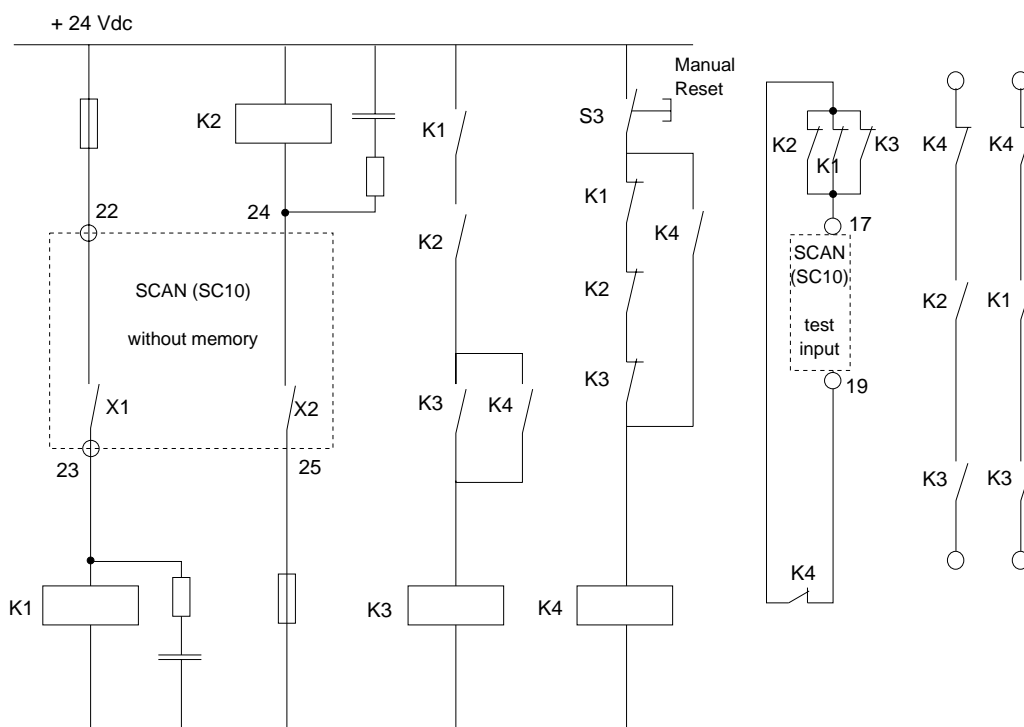 + 24 Vdc
Manual
Reset
K2
K1
S3
K2
K1
K3
K4
K4
22
24
K1
17
K2
K4
SCAN
(SC10)
SCAN (SC10)
without memory
K2
K2
K1
test
input
K3
19
X1
X2
K3
K4
23
25
K3
K3
K4
K1
K3
K4